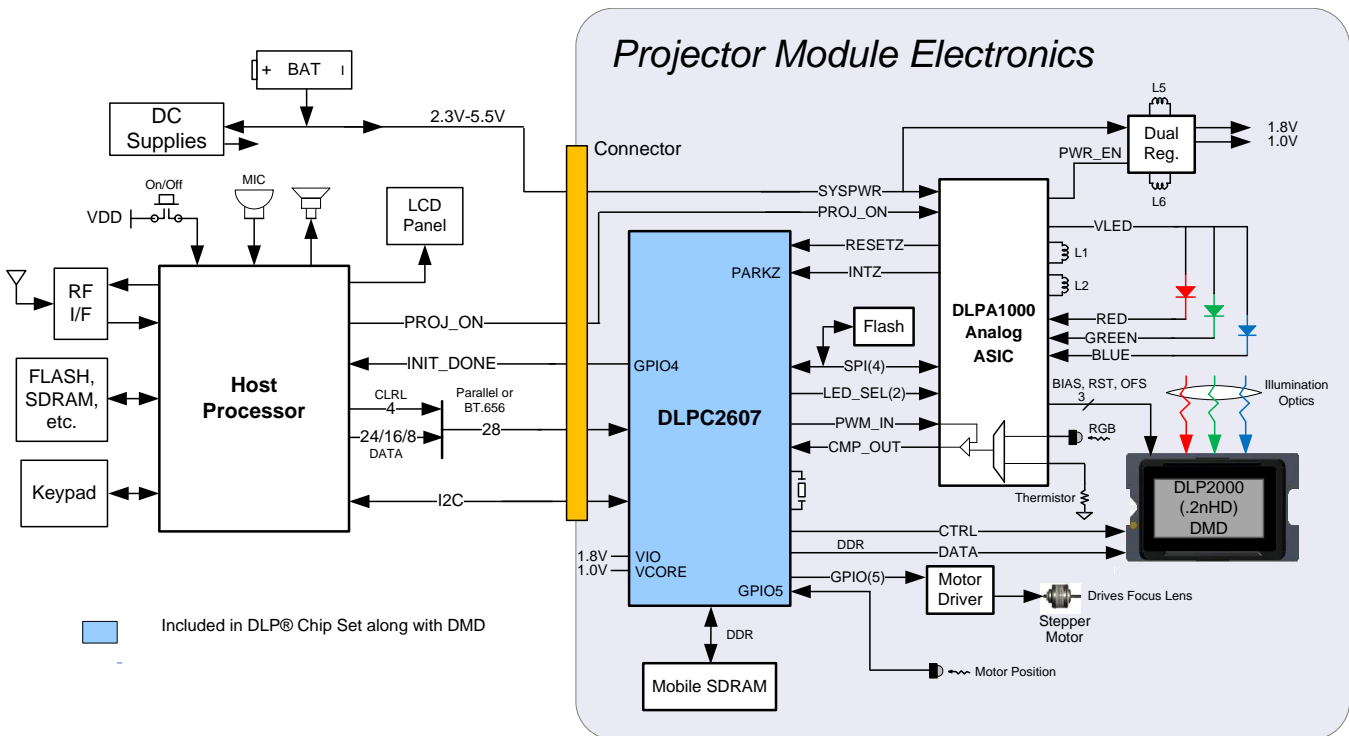 Projector Module Electronics
+ BAT I
DC
Supplies
2.3V-5.5V
Connector
On/Off
VDD
MIC
LCD
Panel
RF
I/F
FLASH,
SDRAM,
etc.
Keypad
Host
Processor
PROJ_ON
INIT_DONE
CLRL
4
24/16/8
DATA
Parallel or
BT.656
28
I2C
1.8V
1.0V
VIO
VCORE
SYSPWR
PROJ_ON
RESETZ
PARKZ
INTZ
GPIO4
DLPC2607
Flash
SPI(4)
LED_SEL(2)
PWM_IN
CMP_OUT
DLPA1000
Analog
ASIC
PWR_EN
L5
Dual
Reg.
L6
1.8V
1.0V
VLED
L1
L2
RED
GREEN
BLUE
BIAS, RST, OFS
3
Illumination
Optics
RGB
Thermistor
DLP2000
(.2nHD)
DMD
CTRL
DDR
DATA
GPIO(5)
GPIO5
Motor
Driver
Drives Focus Lens
Stepper
Motor
Motor Position
DDR
Mobile SDRAM
Included in DLP® Chip Set along with DMD